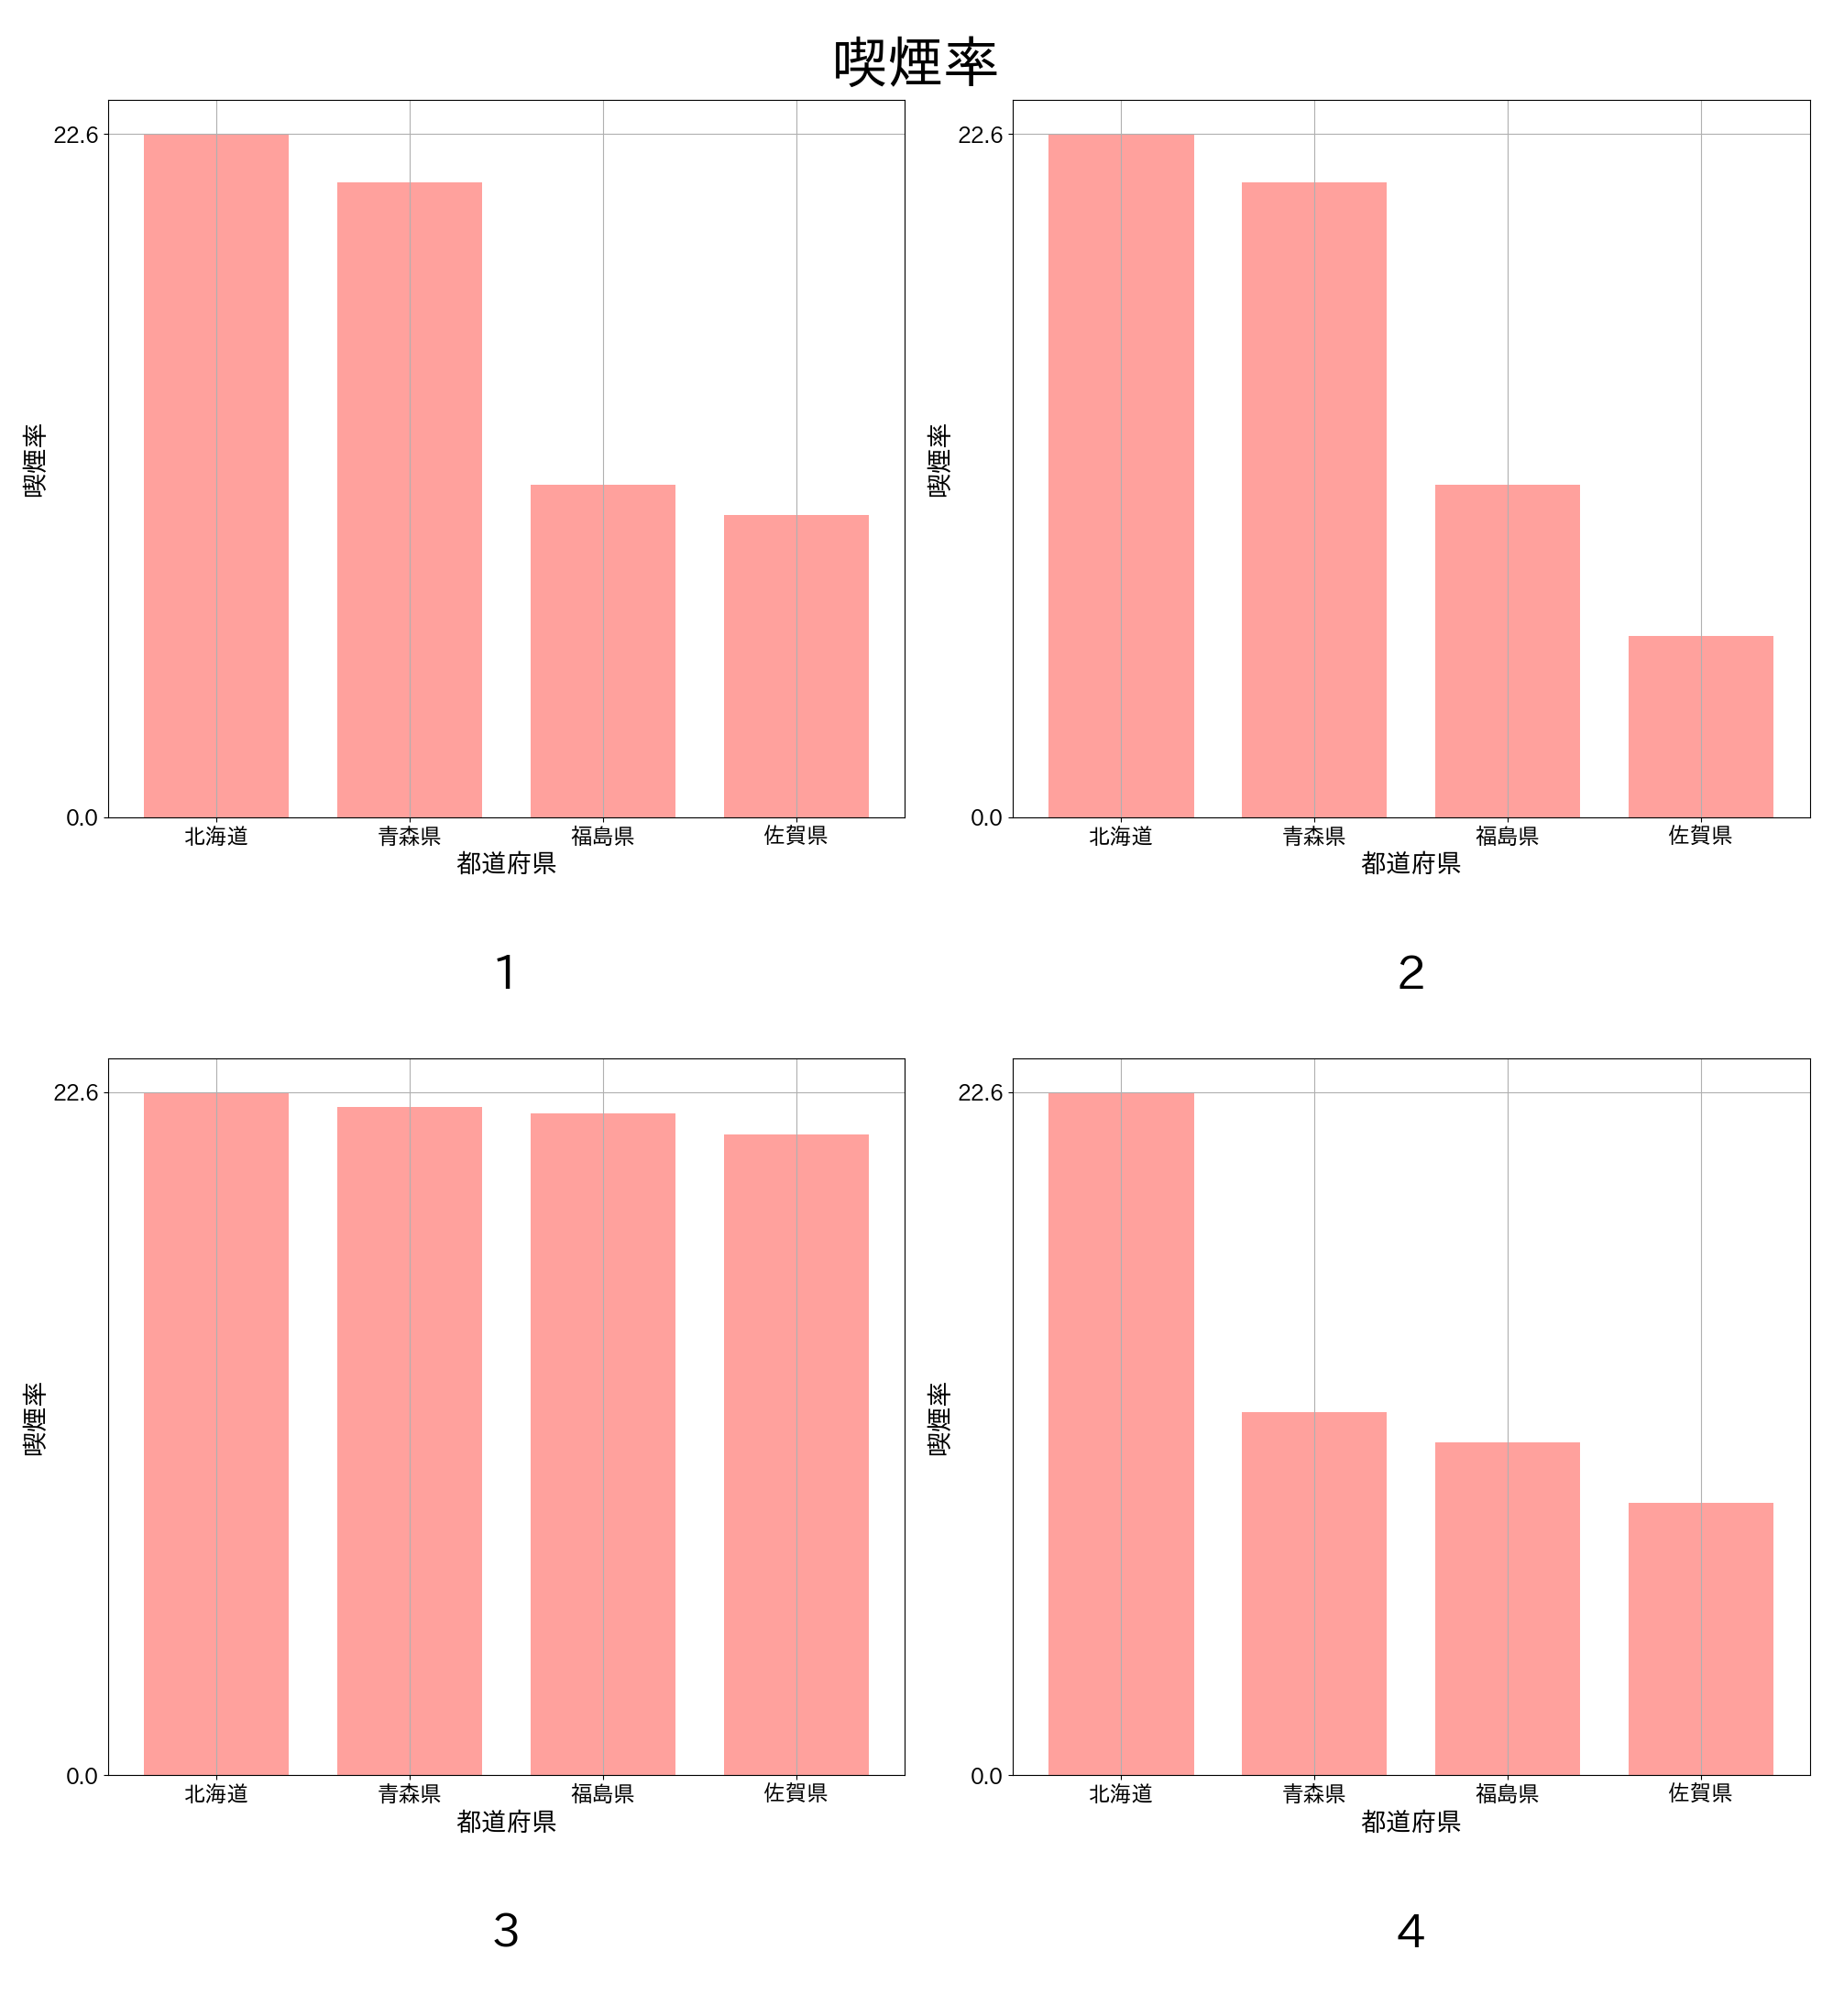 喫煙率
22.6
0.0
喫煙率
北海道 青森県 福島県 佐賀県
都道府県
1
22.6
0.0
喫煙率
北海道 青森県 福島県 佐賀県
都道府県
2
22.6
0.0
喫煙率
北海道 青森県 福島県 佐賀県
都道府県
3
22.6
0.0
喫煙率
北海道 青森県 福島県 佐賀県
都道府県
4